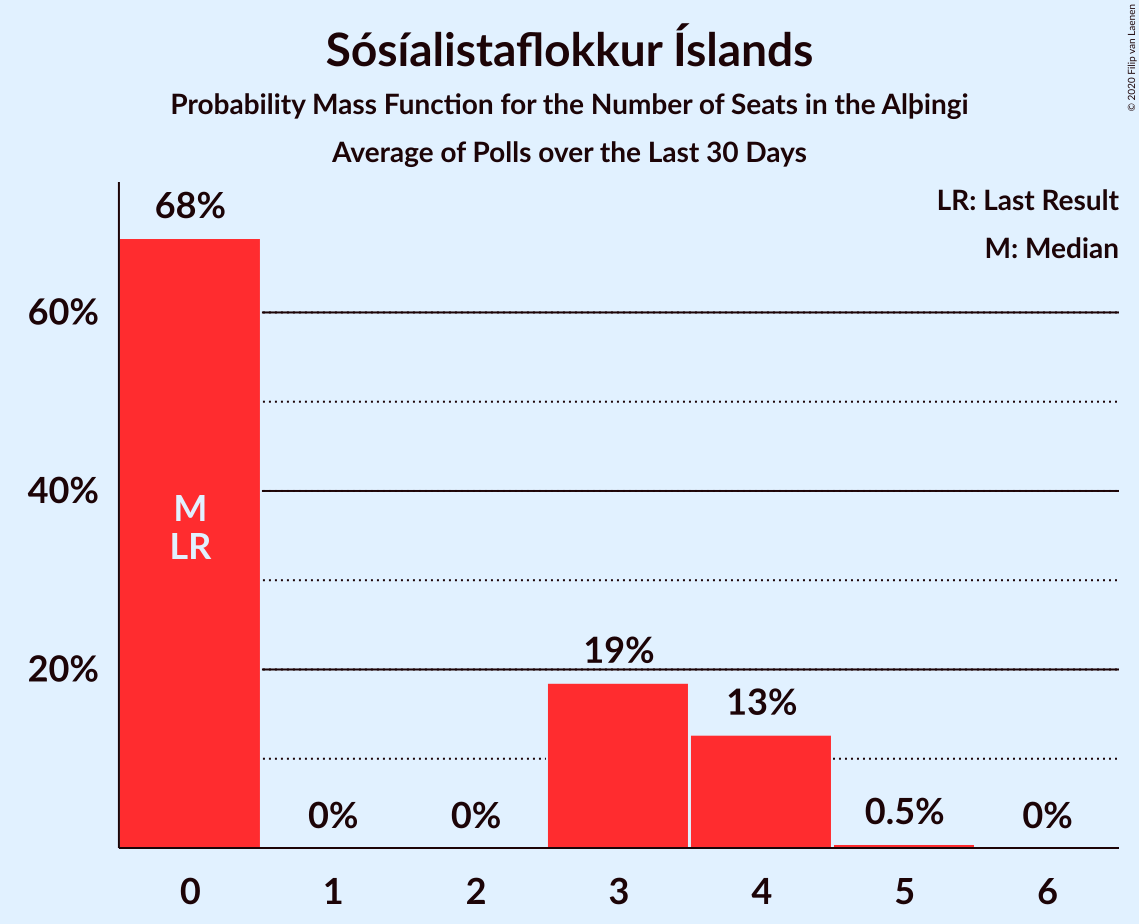 Sósíalistaflokkur Íslands
Probability Mass Function for the Number of Seats in the Alþingi
Average of Polls over the Last 30 Days
© 2020 Filip van Laenen
LR: Last Result
M: Median
68%
60%
40%
20%
M
LR
0%
0%
19%
13%
0.5%
0%
0
1
2
3
4
5
6